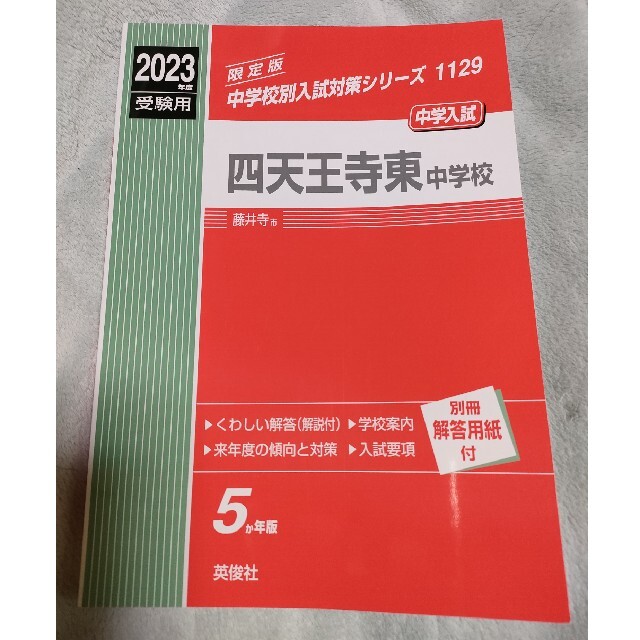 2023年度
受験用
限定版
中学校別入試対策シリーズ 1129
中学入試
四天王寺東中学校
藤井寺市
▶くわしい解答(解説付) ▶学校案内
▶来年度の傾向と対策 ▶入試要項
別冊
解答用紙
付
5か年版
英俊社